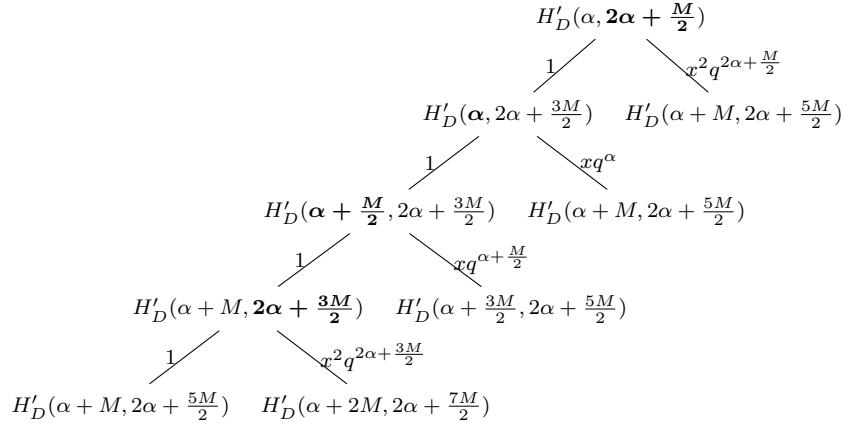 H′_D(α, 𝟐𝜶 + 𝑴/𝟐)
1 x²q^{2α+M/2}
H′_D(𝜶, 2α + 3M/2) H′_D(α + M, 2α + 5M/2)
1 xq^α
H′_D(𝜶 + 𝑴/𝟐, 2α + 3M/2) H′_D(α + M, 2α + 5M/2)
1 xq^{α+M/2}
H′_D(α + M, 𝟐𝜶 + 𝟑𝑴/𝟐) H′_D(α + 3M/2, 2α + 5M/2)
1 x²q^{2α+3M/2}
H′_D(α + M, 2α + 5M/2) H′_D(α + 2M, 2α + 7M/2)